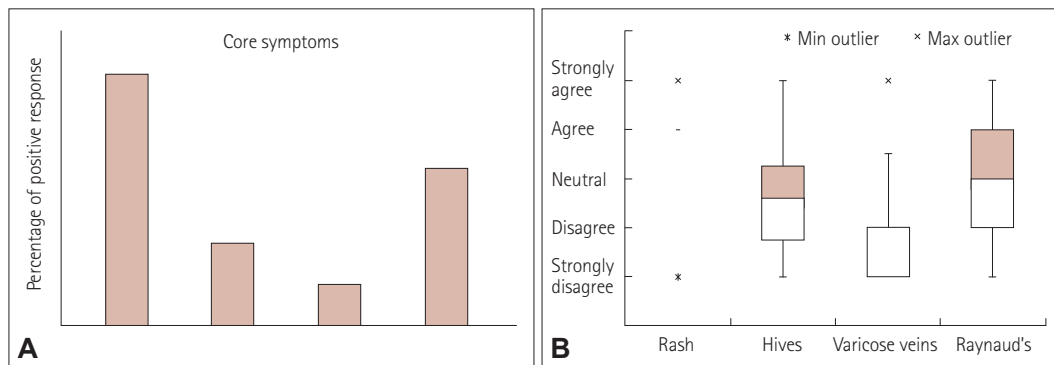 Core symptoms
Percentage of positive response
A
* Min outlier × Max outlier
Strongly
agree
Agree
Neutral
Disagree
Strongly
disagree
Rash Hives Varicose veins Raynaud's
B